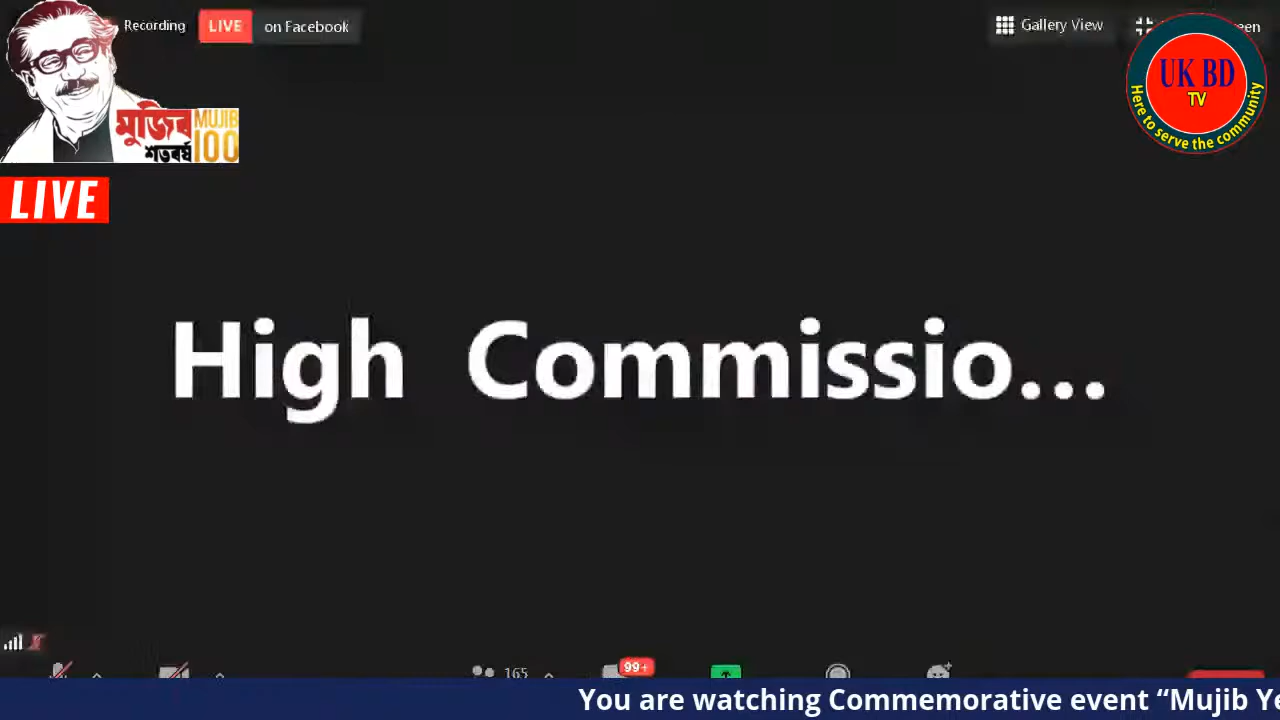 Recording
LIVE on Facebook
Gallery View
een
UK BD
TV
Here to serve the community
মুজিব
শতবর্ষ
MUJIB
100
LIVE
High Commissio...
165
99+
You are watching Commemorative event “Mujib Ye